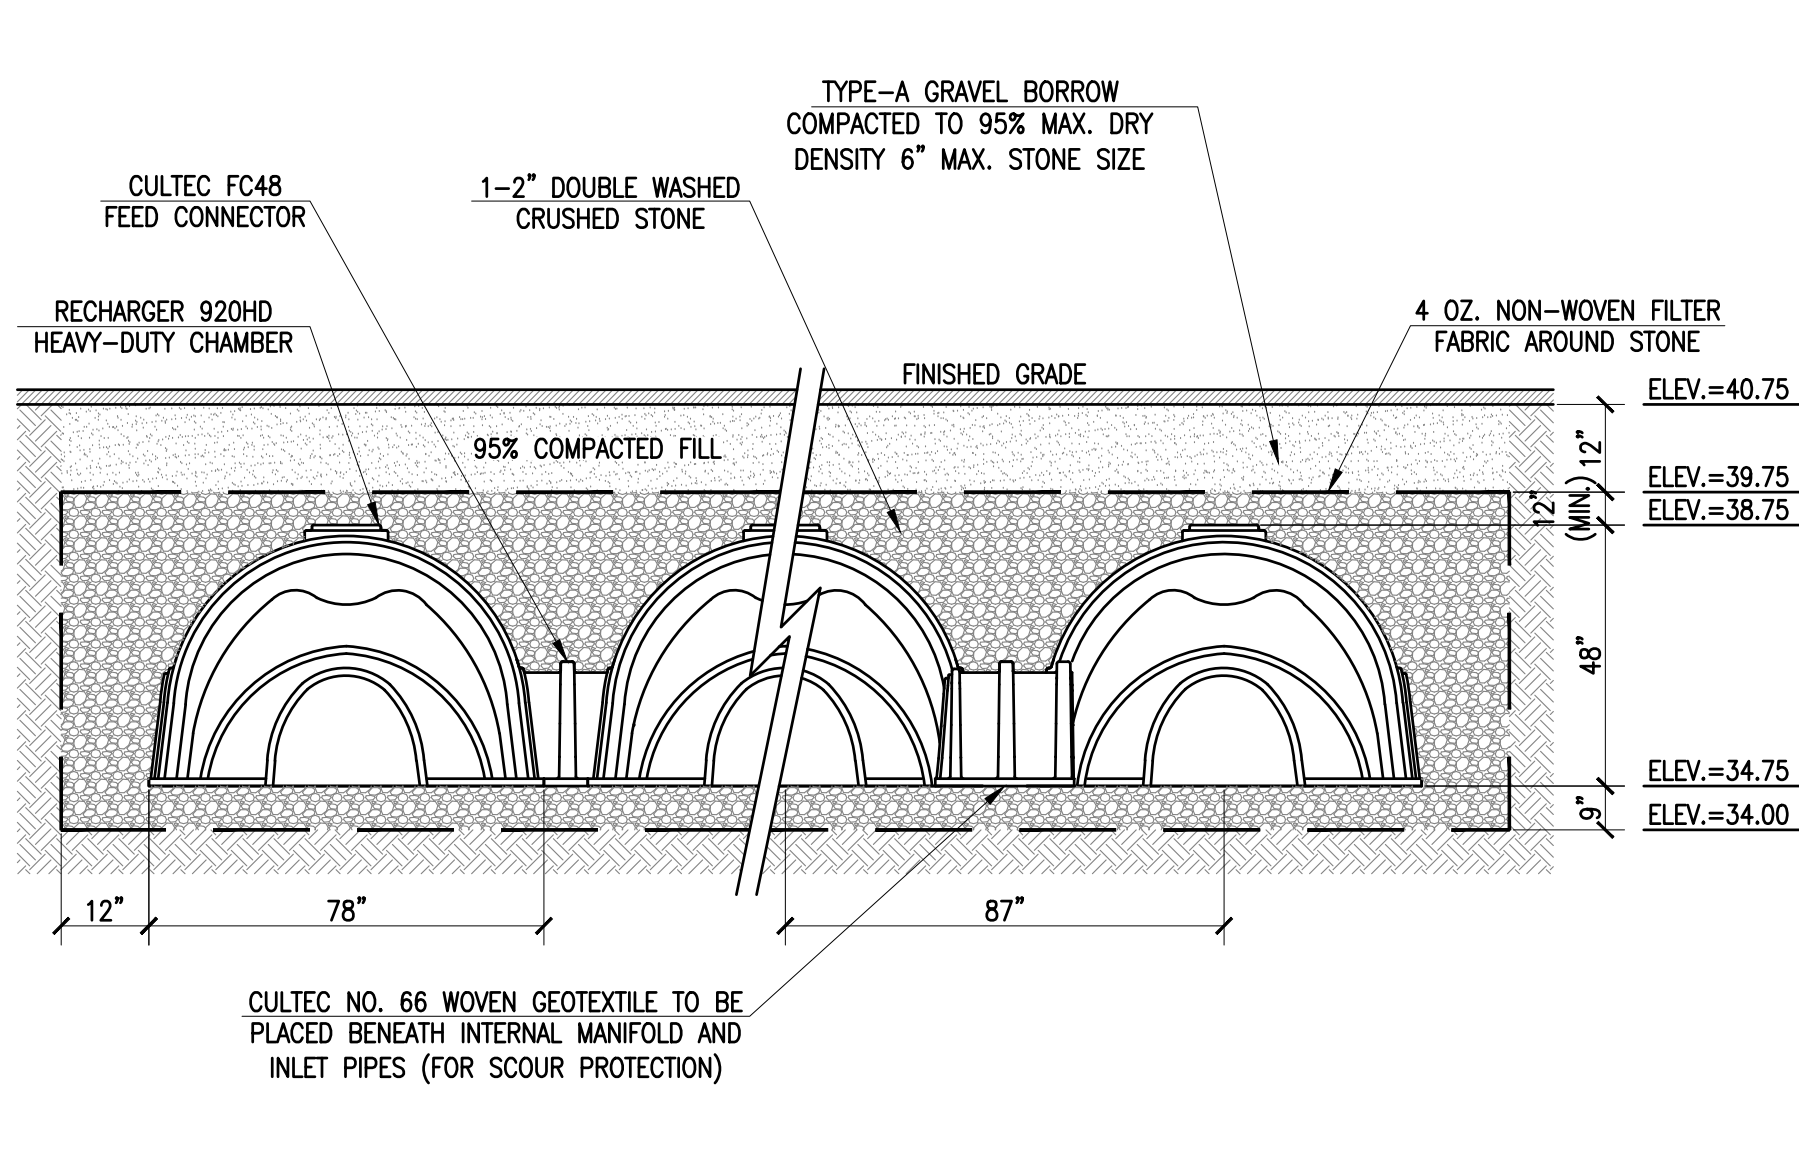 TYPE-A GRAVEL BORROW
COMPACTED TO 95% MAX. DRY
DENSITY 6" MAX. STONE SIZE
CULTEC FC48
FEED CONNECTOR
1-2" DOUBLE WASHED
CRUSHED STONE
RECHARGER 920HD
HEAVY-DUTY CHAMBER
4 OZ. NON-WOVEN FILTER
FABRIC AROUND STONE
FINISHED GRADE
ELEV.=40.75
95% COMPACTED FILL
12"
ELEV.=39.75
12"
(MIN.)
ELEV.=38.75
48"
ELEV.=34.75
9"
ELEV.=34.00
12"
78"
87"
CULTEC NO. 66 WOVEN GEOTEXTILE TO BE
PLACED BENEATH INTERNAL MANIFOLD AND
INLET PIPES (FOR SCOUR PROTECTION)